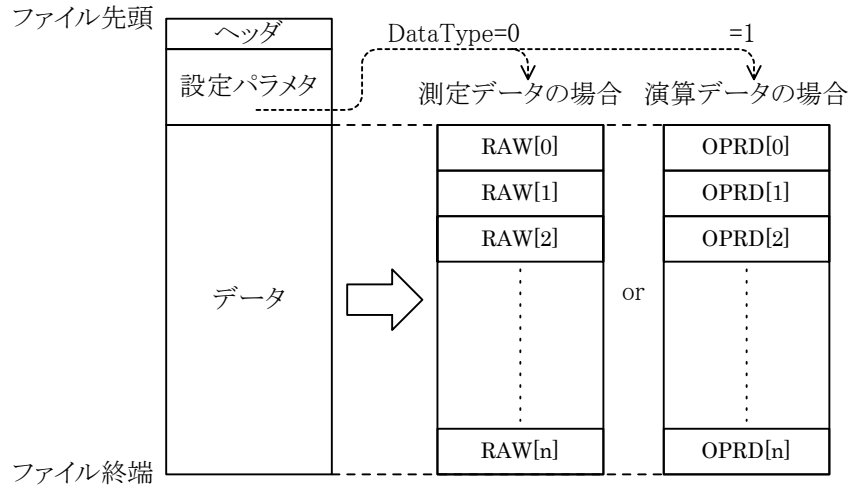 ファイル先頭
ヘッダ
DataType=0
=1
設定パラメタ
測定データの場合
演算データの場合
RAW[0]
OPRD[0]
RAW[1]
OPRD[1]
RAW[2]
OPRD[2]
データ
or
RAW[n]
OPRD[n]
ファイル終端